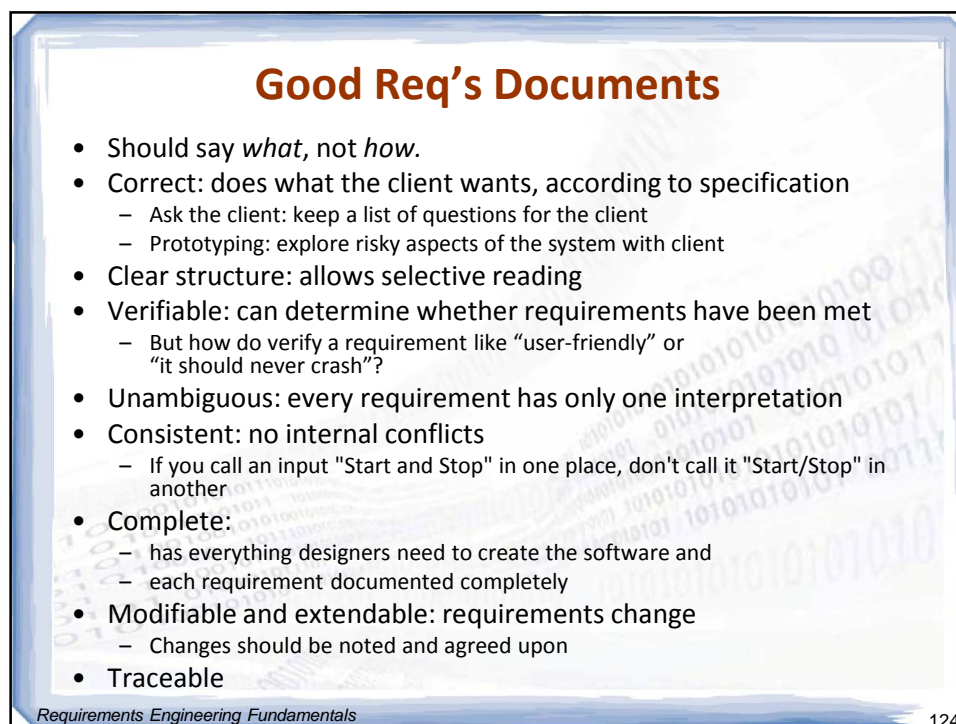 Good Req’s Documents
• Should say what, not how.
• Correct: does what the client wants, according to specification
– Ask the client: keep a list of questions for the client
– Prototyping: explore risky aspects of the system with client
• Clear structure: allows selective reading
• Verifiable: can determine whether requirements have been met
– But how do verify a requirement like “user-friendly” or
“it should never crash”?
• Unambiguous: every requirement has only one interpretation
• Consistent: no internal conflicts
– If you call an input "Start and Stop" in one place, don't call it "Start/Stop" in
another
• Complete:
– has everything designers need to create the software and
– each requirement documented completely
• Modifiable and extendable: requirements change
– Changes should be noted and agreed upon
• Traceable
Requirements Engineering Fundamentals
124